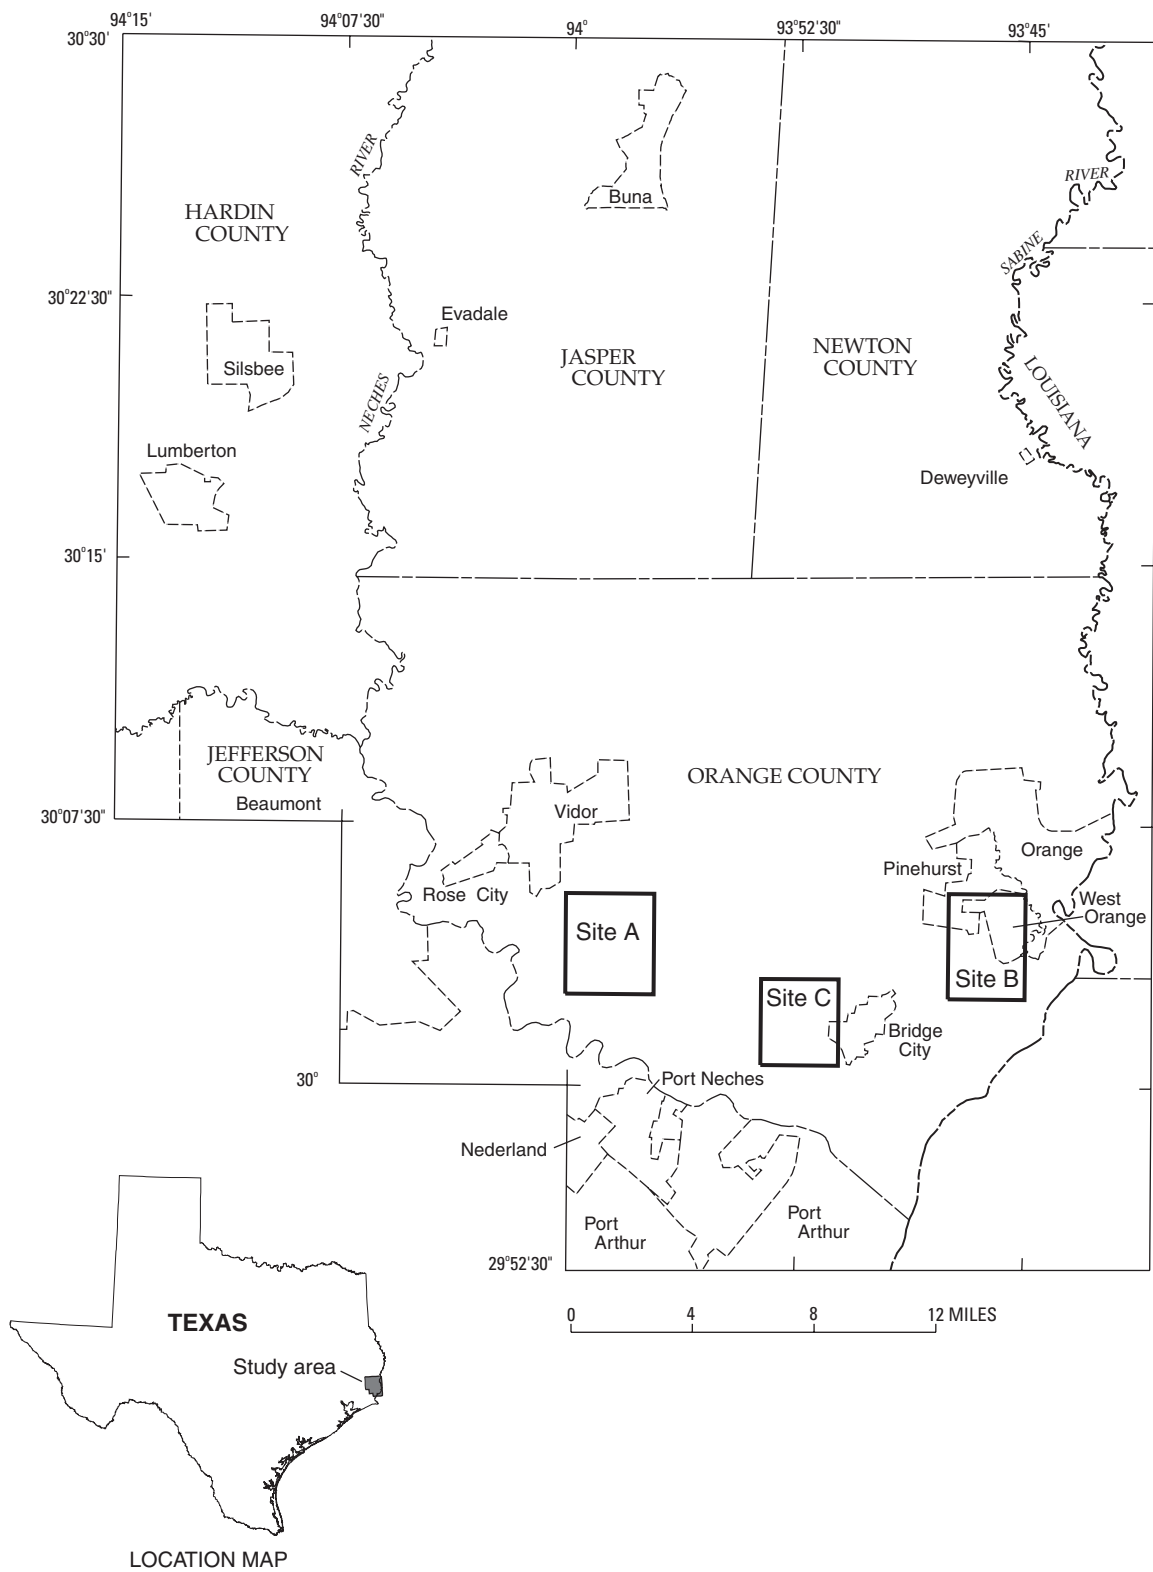 94°15'
94°07'30"
94°
93°52'30"
93°45'
30°30'
RIVER
RIVER
Buna
HARDIN
COUNTY
SABINE
30°22'30"
Evadale
JASPER
COUNTY
NEWTON
COUNTY
LOUISIANA
Silsbee
NECHES
Lumberton
Deweyville
30°15'
JEFFERSON
COUNTY
ORANGE COUNTY
Beaumont
30°07'30"
Vidor
Orange
Pinehurst
Rose City
West
Orange
Site A
Site B
Site C
Bridge
City
30°
Port Neches
Nederland
Port
Arthur
Port
Arthur
29°52'30"
0 4 8 12 MILES
TEXAS
Study area
LOCATION MAP